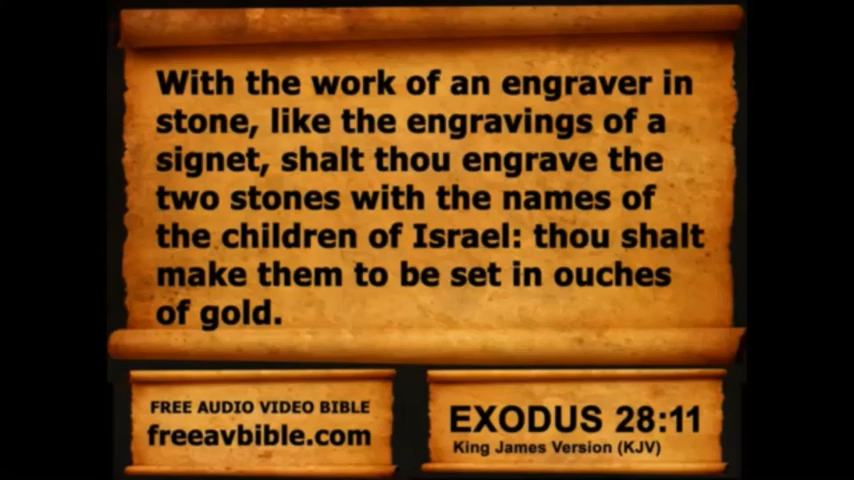 With the work of an engraver in
stone, like the engravings of a
signet, shalt thou engrave the
two stones with the names of
the children of Israel: thou shalt
make them to be set in ouches
of gold.
FREE AUDIO VIDEO BIBLE
freeavbible.com
EXODUS 28:11
King James Version (KJV)